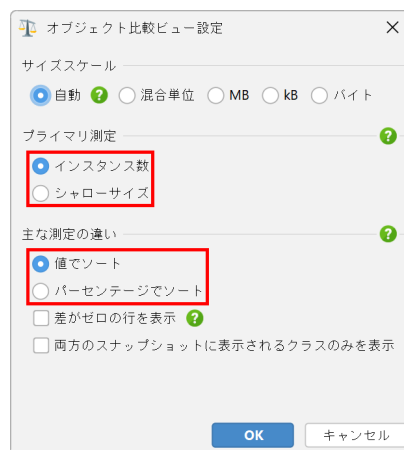 オブジェクト比較ビュー設定
サイズスケール
自動 混合単位 MB kB バイト
プライマリ測定
インスタンス数
シャローサイズ
主な測定の違い
値でソート
パーセンテージでソート
差がゼロの行を表示
両方のスナップショットに表示されるクラスのみを表示
OK キャンセル